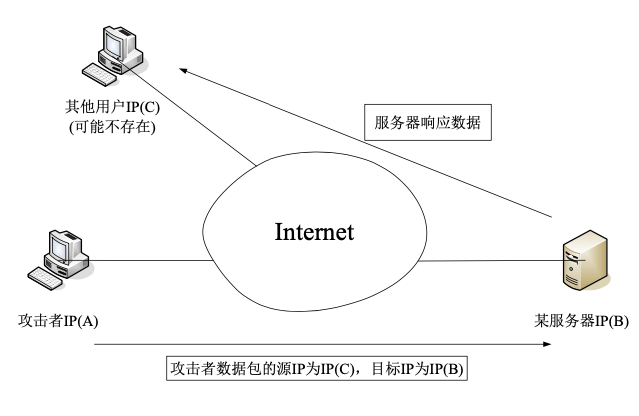 其他用户IP(C)
(可能不存在)
服务器响应数据
Internet
攻击者IP(A)
某服务器IP(B)
攻击者数据包的源IP为IP(C)，目标IP为IP(B)